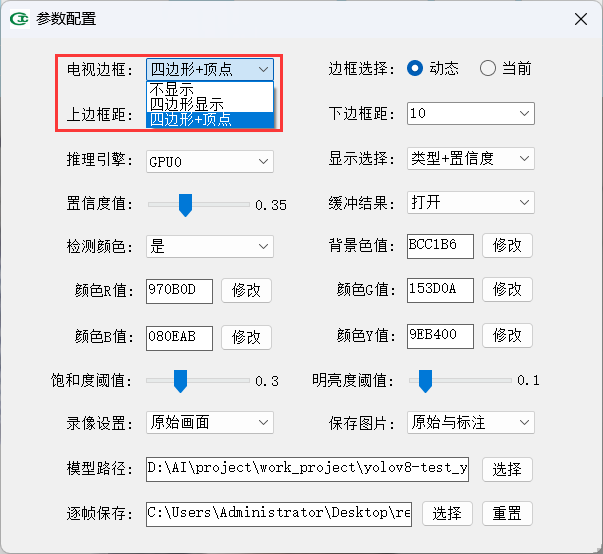 参数配置
电视边框： 四边形+顶点 边框选择： 动态 当前
不显示
四边形显示
四边形+顶点
上边框距： 下边框距： 10
推理引擎： GPU0 显示选择： 类型+置信度
置信度值： 0.35 缓冲结果： 打开
检测颜色： 是 背景色值： BCC1B6 修改
颜色R值： 970B0D 修改 颜色G值： 153D0A 修改
颜色B值： 080EAB 修改 颜色Y值： 9EB400 修改
饱和度阈值： 0.3 明亮度阈值： 0.1
录像设置： 原始画面 保存图片： 原始与标注
模型路径： D:\AI\project\work_project\yolov8-test_y 选择
逐帧保存： C:\Users\Administrator\Desktop\re 选择 重置